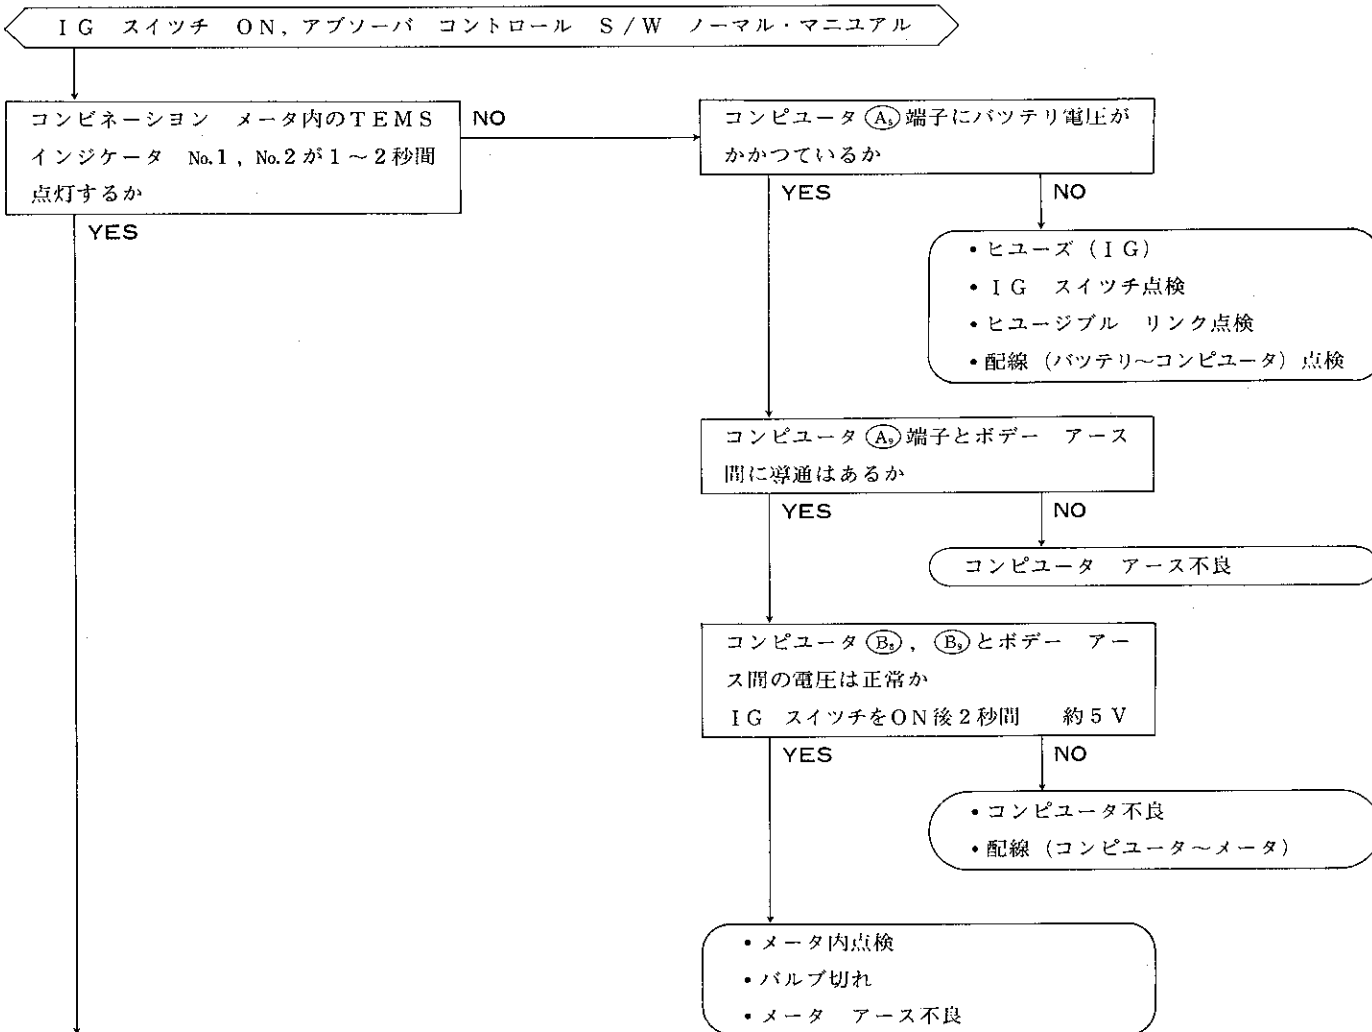 IG スイツチ ON, アブソーバ コントロール S/W ノーマル・マニユアル
コンビネーシヨン メータ内のTEMS
インジケータ No.1, No.2が1～2秒間
点灯するか
NO
YES
コンピユータ A₅ 端子にバツテリ電圧が
かかつているか
YES
NO
・ヒユーズ (IG)
・IG スイツチ点検
・ヒユージブル リンク点検
・配線 (バツテリ～コンピユータ) 点検
コンピユータ A₉ 端子とボデー アース
間に導通はあるか
YES
NO
コンピユータ アース不良
コンピユータ B₈, B₉ とボデー アー
ス間の電圧は正常か
IG スイツチをON後2秒間 約5V
YES
NO
・コンピユータ不良
・配線 (コンピユータ～メータ)
・メータ内点検
・バルブ切れ
・メータ アース不良